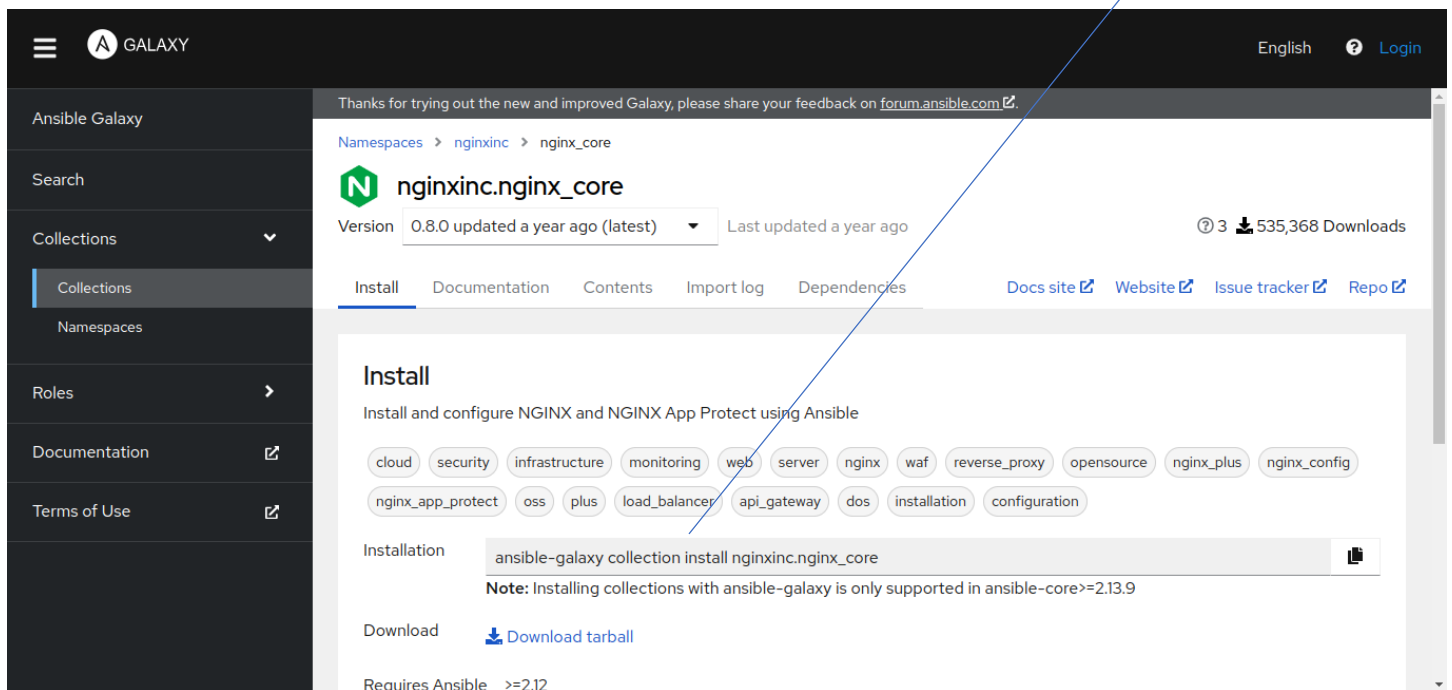 GALAXY
English
Login
Ansible Galaxy
Search
Collections
Collections
Namespaces
Roles
Documentation
Terms of Use
Thanks for trying out the new and improved Galaxy, please share your feedback on forum.ansible.com.
Namespaces > nginxinc > nginx_core
N nginxinc.nginx_core
Version 0.8.0 updated a year ago (latest) Last updated a year ago 3 535,368 Downloads
Install Documentation Contents Import log Dependencies Docs site Website Issue tracker Repo
Install
Install and configure NGINX and NGINX App Protect using Ansible
cloud security infrastructure monitoring web server nginx waf reverse_proxy opensource nginx_plus nginx_config
nginx_app_protect oss plus load_balancer api_gateway dos installation configuration
Installation ansible-galaxy collection install nginxinc.nginx_core
Note: Installing collections with ansible-galaxy is only supported in ansible-core>=2.13.9
Download Download tarball
Requires Ansible >=2.12